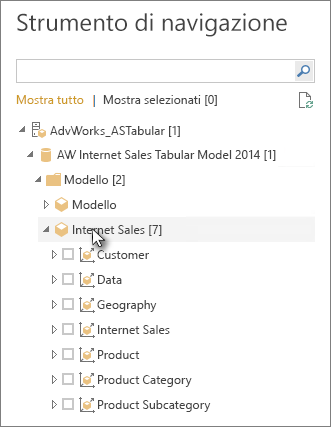 Strumento di navigazione
Mostra tutto | Mostra selezionati [0]
AdvWorks_ASTabular [1]
AW Internet Sales Tabular Model 2014 [1]
Modello [2]
Modello
Internet Sales [7]
Customer
Data
Geography
Internet Sales
Product
Product Category
Product Subcategory